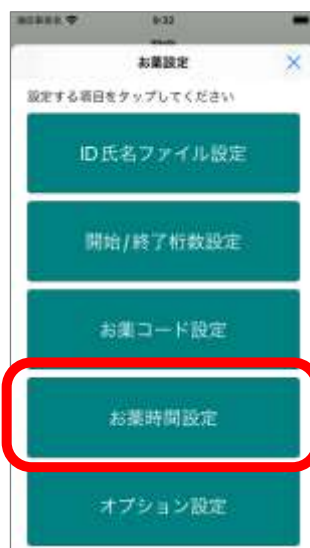 9:32
お薬設定
設定する項目をタップしてください
ID氏名ファイル設定
開始/終了桁数設定
お薬コード設定
お薬時間設定
オプション設定